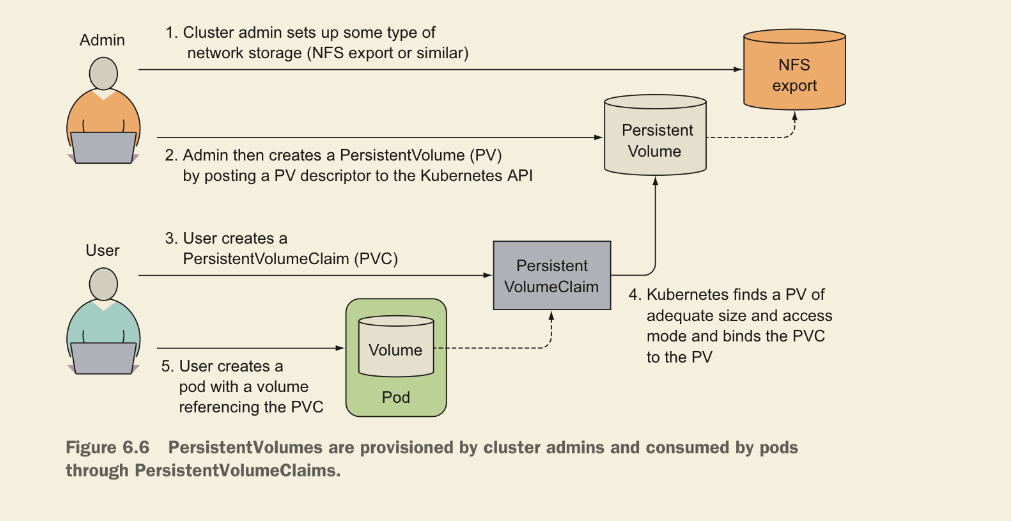 Admin
1. Cluster admin sets up some type of
network storage (NFS export or similar)
NFS
export
Persistent
Volume
2. Admin then creates a PersistentVolume (PV)
by posting a PV descriptor to the Kubernetes API
User
3. User creates a
PersistentVolumeClaim (PVC)
Persistent
VolumeClaim
4. Kubernetes finds a PV of
adequate size and access
mode and binds the PVC
to the PV
Volume
Pod
5. User creates a
pod with a volume
referencing the PVC
Figure 6.6 PersistentVolumes are provisioned by cluster admins and consumed by pods
through PersistentVolumeClaims.